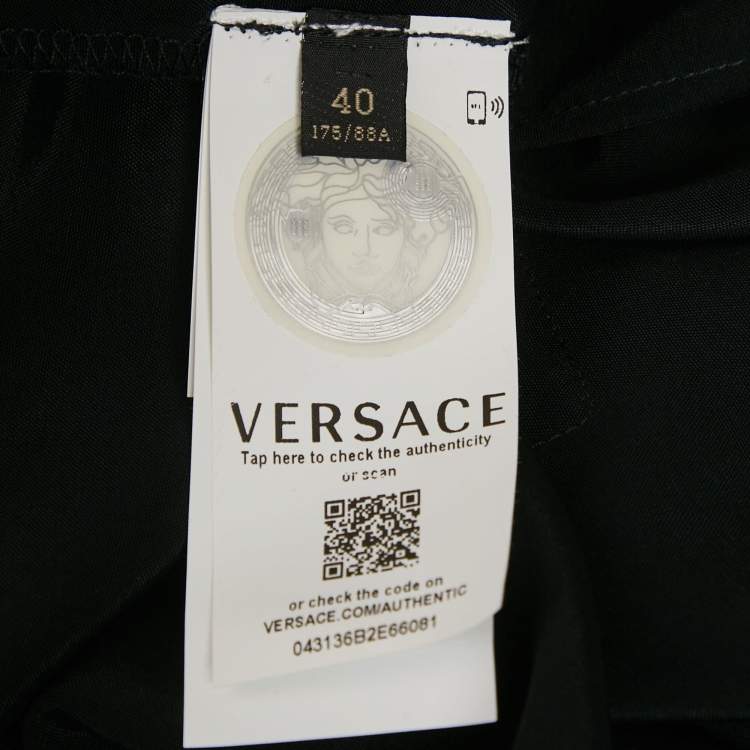 40
175/88A
VERSACE
Tap here to check the authenticity
or scan
or check the code on
VERSACE.COM/AUTHENTIC
043136B2E66081